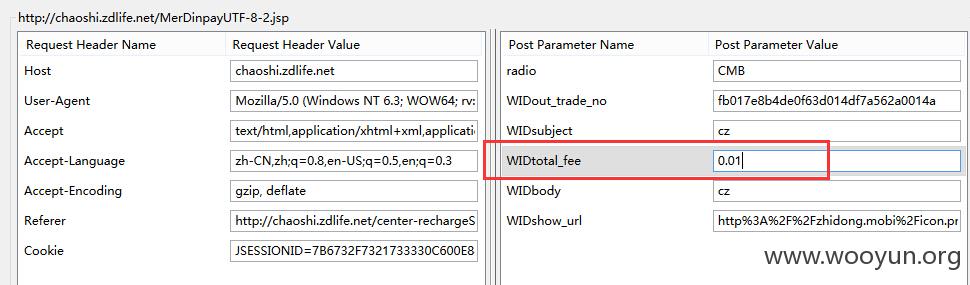 http://chaoshi.zdlife.net/MerDinpayUTF-8-2.jsp
Request Header Name Request Header Value Post Parameter Name Post Parameter Value
Host chaoshi.zdlife.net radio CMB
User-Agent Mozilla/5.0 (Windows NT 6.3; WOW64; rv: WIDout_trade_no fb017e8b4de0f63d014df7a562a0014a
Accept text/html,application/xhtml+xml,applicatio WIDsubject cz
Accept-Language zh-CN,zh;q=0.8,en-US;q=0.5,en;q=0.3 WIDtotal_fee 0.01
Accept-Encoding gzip, deflate WIDbody cz
Referer http://chaoshi.zdlife.net/center-rechargeS WIDshow_url http%3A%2F%2Fzhidong.mobi%2Ficon.pr
Cookie JSESSIONID=7B6732F7321733330C600E8
www.wooyun.org